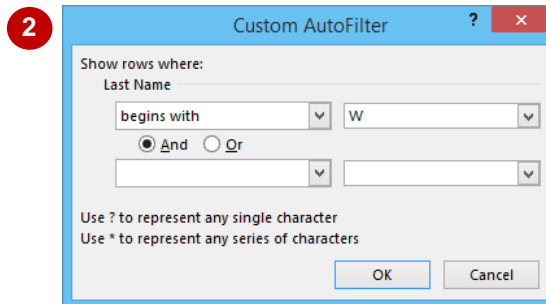 2
Custom AutoFilter ? ×
Show rows where:
Last Name
begins with W
And Or
Use ? to represent any single character
Use * to represent any series of characters
OK Cancel